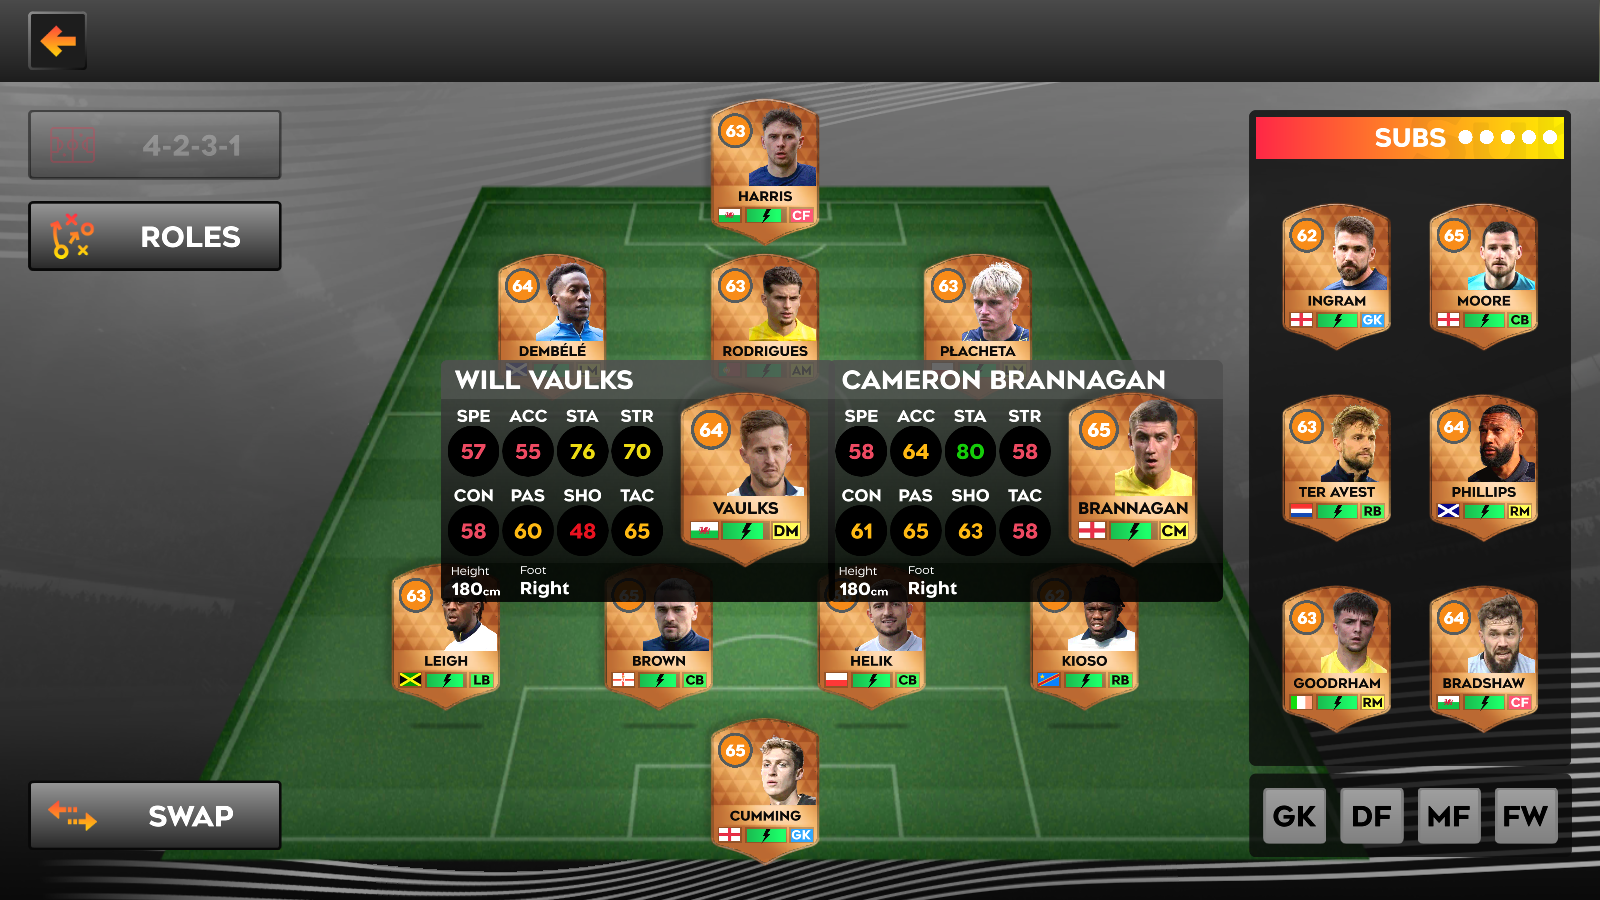 4-2-3-1
ROLES
SWAP
63
HARRIS
CF
64
DEMBÉLÉ
63
RODRIGUES
AM
63
PŁACHETA
WILL VAULKS
SPE ACC STA STR
57 55 76 70
CON PAS SHO TAC
58 60 48 65
Height
180cm
Foot
Right
64
VAULKS
DM
CAMERON BRANNAGAN
SPE ACC STA STR
58 64 80 58
CON PAS SHO TAC
61 65 63 58
Height
180cm
Foot
Right
65
BRANNAGAN
CM
63
LEIGH
LB
65
BROWN
CB
HELIK
CB
62
KIOSO
RB
65
CUMMING
GK
SUBS
62
INGRAM
GK
65
MOORE
CB
63
TER AVEST
RB
64
PHILLIPS
RM
63
GOODRHAM
RM
64
BRADSHAW
CF
GK DF MF FW